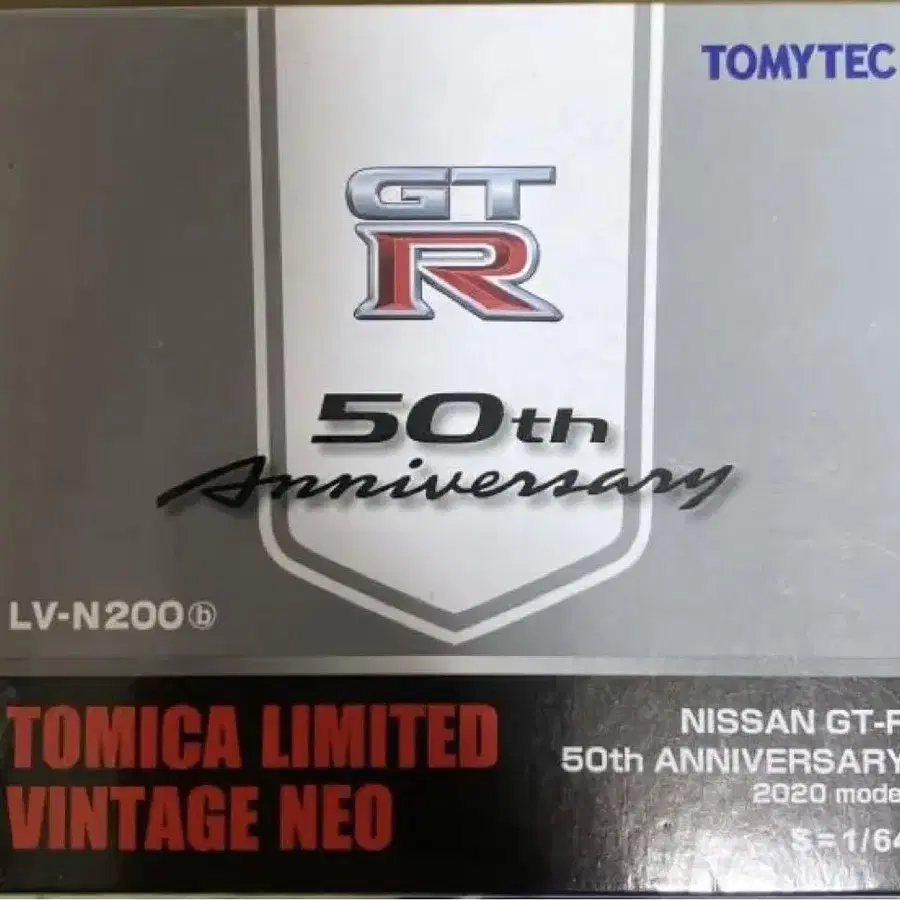 TOMYTEC
GT
R
50th
Anniversary
LV-N200ⓑ
TOMICA LIMITED
VINTAGE NEO
NISSAN GT-R
50th ANNIVERSARY
2020 model
S=1/64